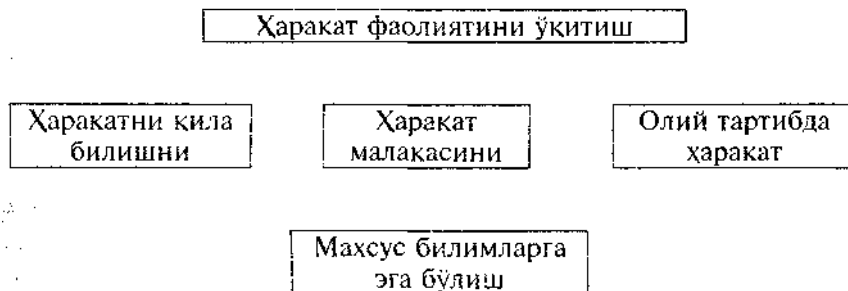 Ҳаракат фаолиятини ўқитиш
Ҳаракатни қила
билишни
Ҳаракат
малакасини
Олий тартибда
ҳаракат
Махсус билимларга
эга бўлиш